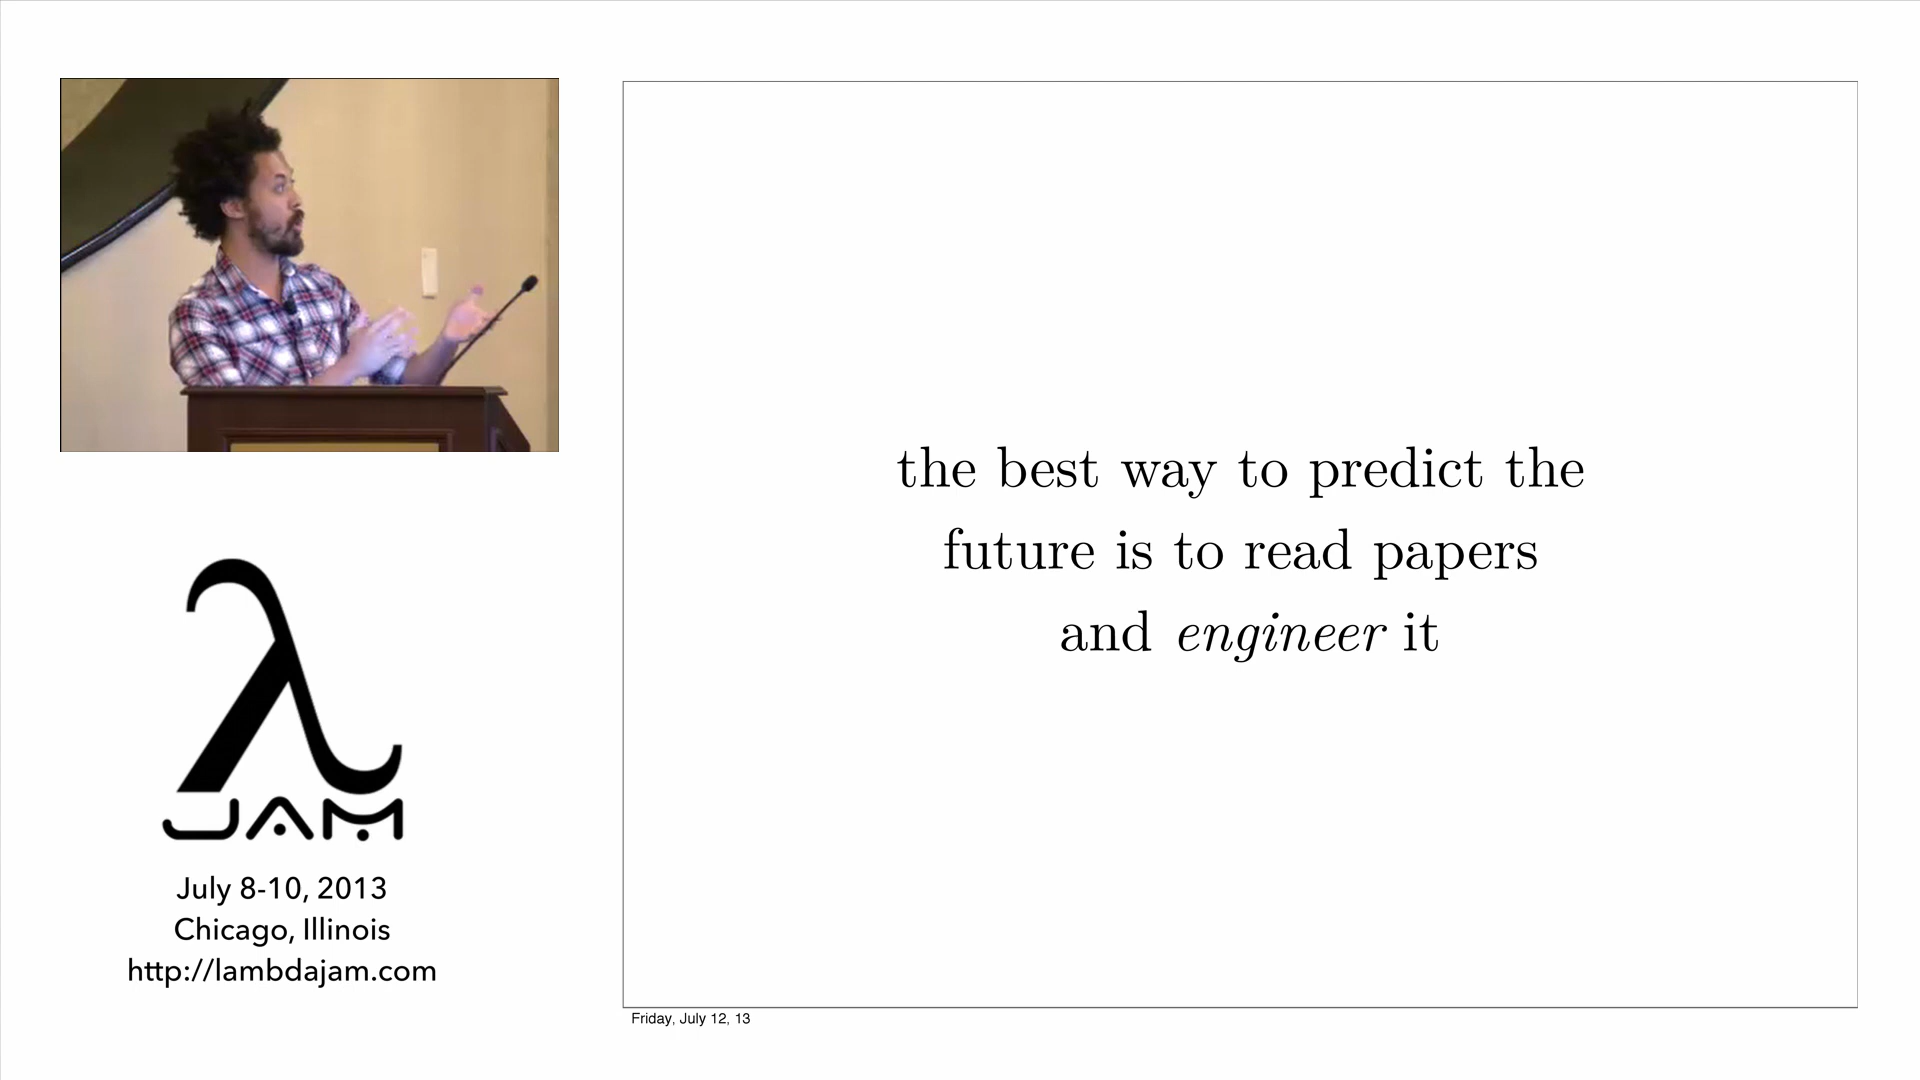 the best way to predict the
future is to read papers
and engineer it
λ
JAM
July 8-10, 2013
Chicago, Illinois
http://lambdajam.com
Friday, July 12, 13